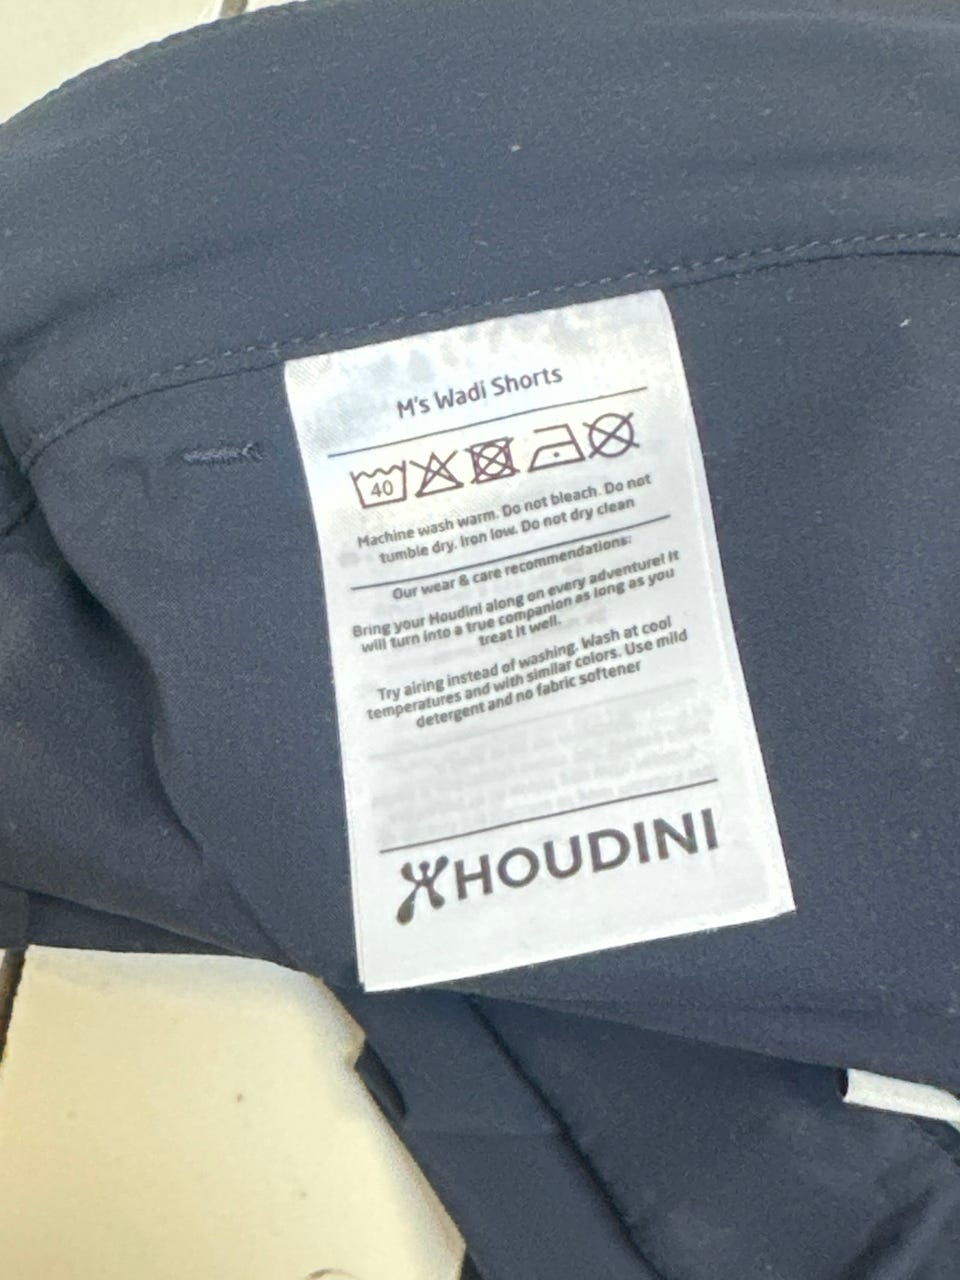 M's Wadi Shorts
40
Machine wash warm. Do not bleach. Do not
tumble dry. Iron low. Do not dry clean
Our wear & care recommendations:
Bring your Houdini along on every adventure! It
will turn into a true companion as long as you
treat it well.
Try airing instead of washing. Wash at cool
temperatures and with similar colors. Use mild
detergent and no fabric softener
HOUDINI